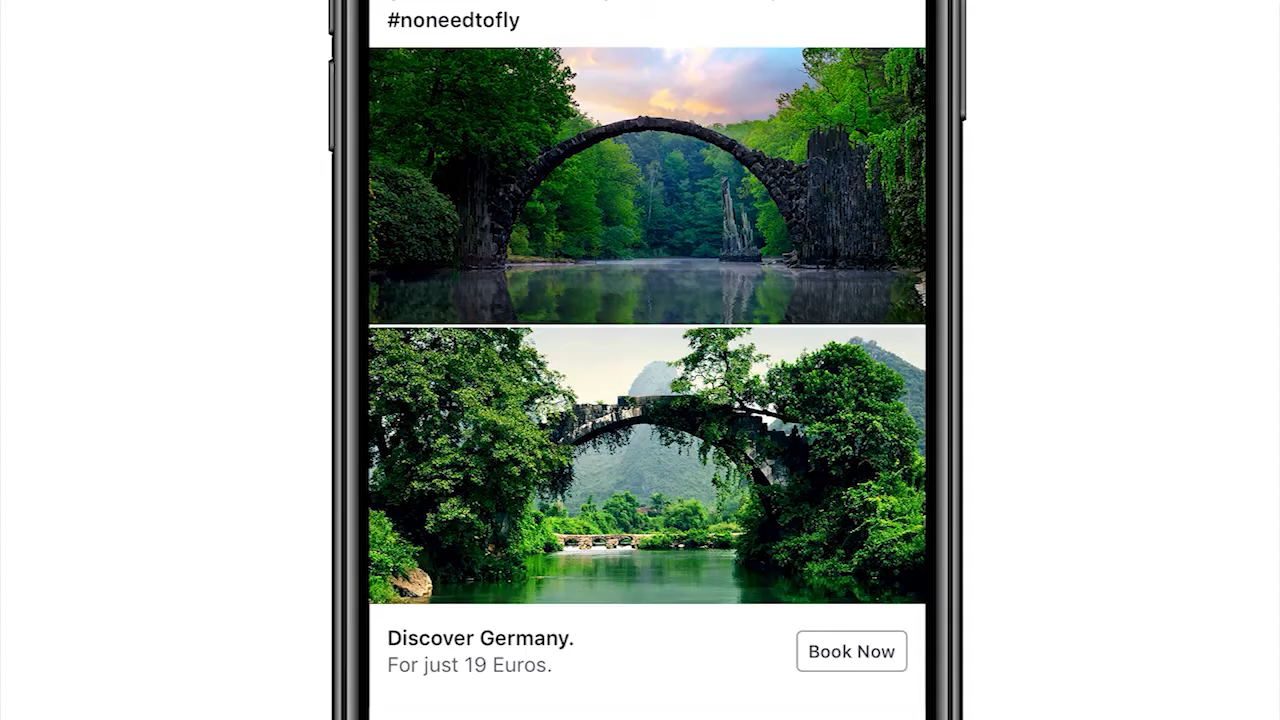 #noneedtofly
Discover Germany.
For just 19 Euros.
Book Now